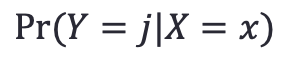 Pr(Y = j|X = x)